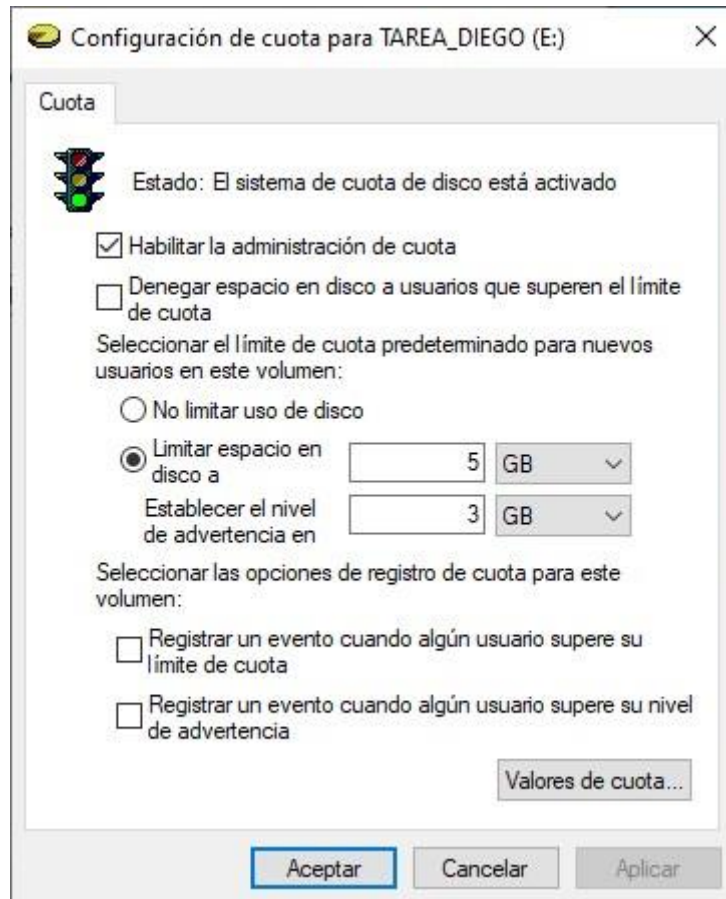 Configuración de cuota para TAREA_DIEGO (E:)
Cuota
Estado: El sistema de cuota de disco está activado
Habilitar la administración de cuota
Denegar espacio en disco a usuarios que superen el límite
de cuota
Seleccionar el límite de cuota predeterminado para nuevos
usuarios en este volumen:
No limitar uso de disco
Limitar espacio en
disco a
5 GB
Establecer el nivel
de advertencia en
3 GB
Seleccionar las opciones de registro de cuota para este
volumen:
Registrar un evento cuando algún usuario supere su
límite de cuota
Registrar un evento cuando algún usuario supere su nivel
de advertencia
Valores de cuota...
Aceptar Cancelar Aplicar